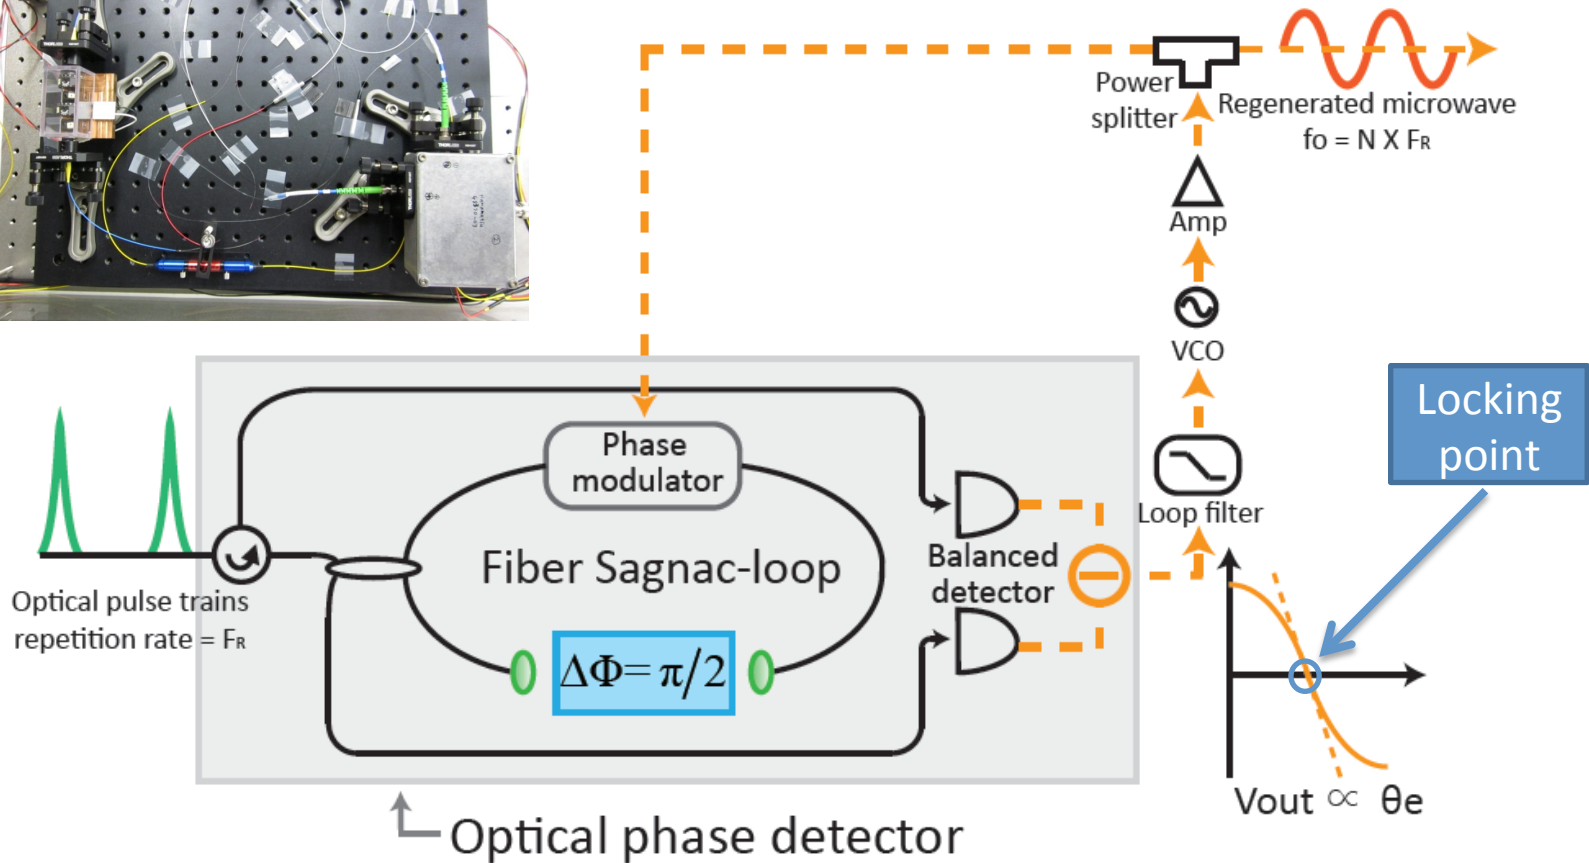 Power
splitter
Regenerated microwave
fo = N X FR
Amp
VCO
Locking
point
Loop filter
Phase
modulator
Fiber Sagnac-loop
Balanced
detector
Optical pulse trains
repetition rate = FR
ΔΦ= π/2
Vout ∝ θe
Optical phase detector